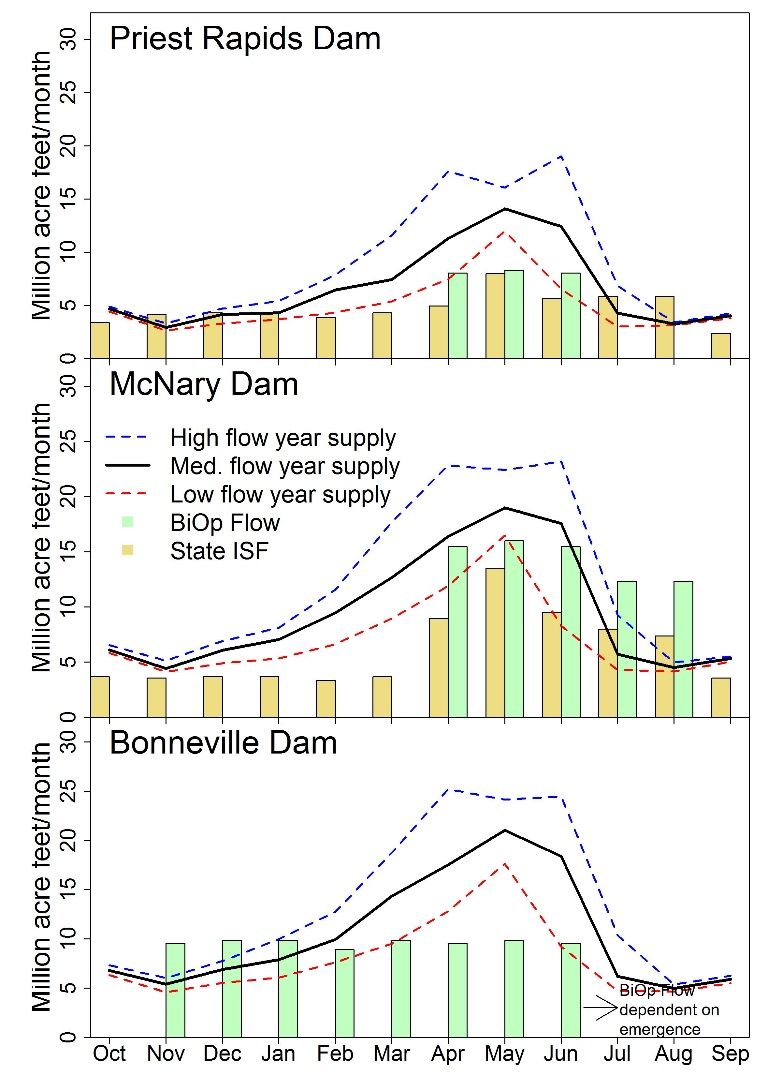 Priest Rapids Dam
Million acre feet/month
30
25
20
15
10
5
0
McNary Dam
Million acre feet/month
30
25
20
15
10
5
0
High flow year supply
Med. flow year supply
Low flow year supply
BiOp Flow
State ISF
Bonneville Dam
Million acre feet/month
30
25
20
15
10
5
0
BiOp Flow
dependent on
emergence
Oct Nov Dec Jan Feb Mar Apr May Jun Jul Aug Sep